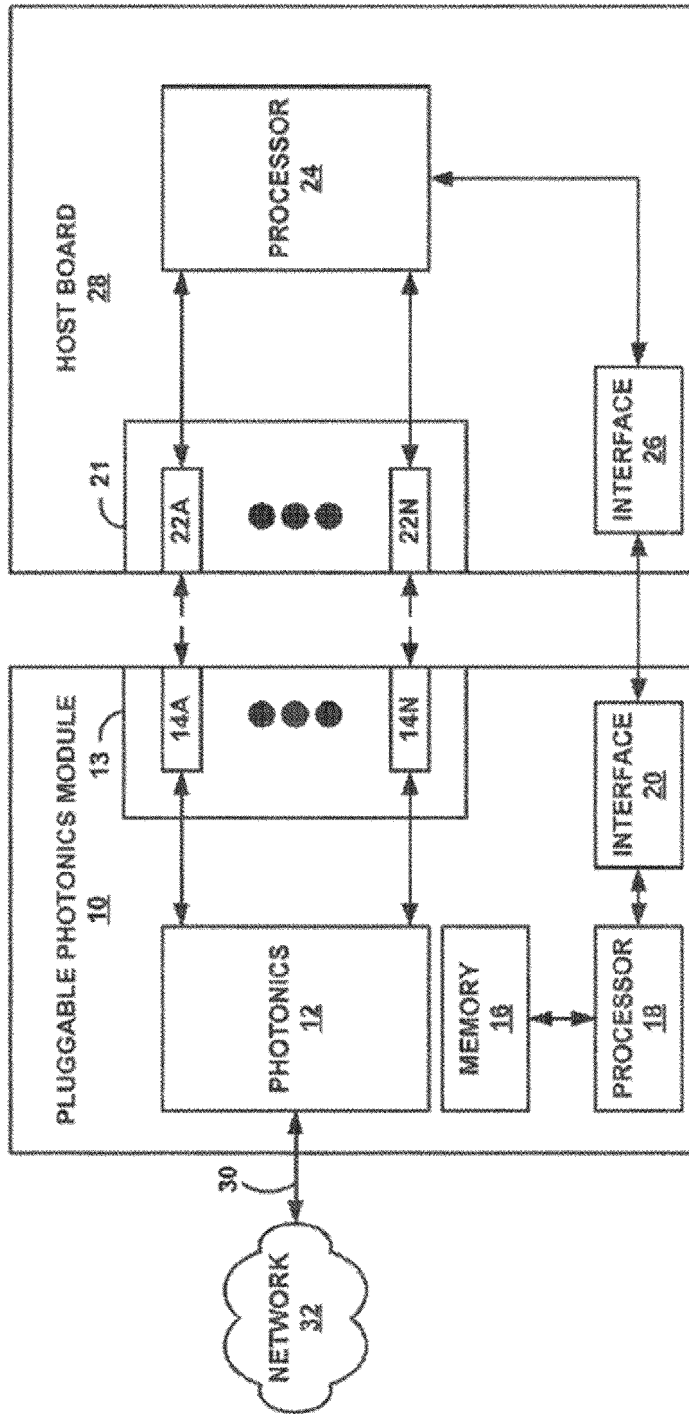 PLUGGABLE PHOTONICS MODULE
10
HOST BOARD
28
13
21
30
NETWORK
32
PHOTONICS
12
14A
14N
22A
22N
PROCESSOR
24
MEMORY
16
PROCESSOR
18
INTERFACE
20
INTERFACE
26